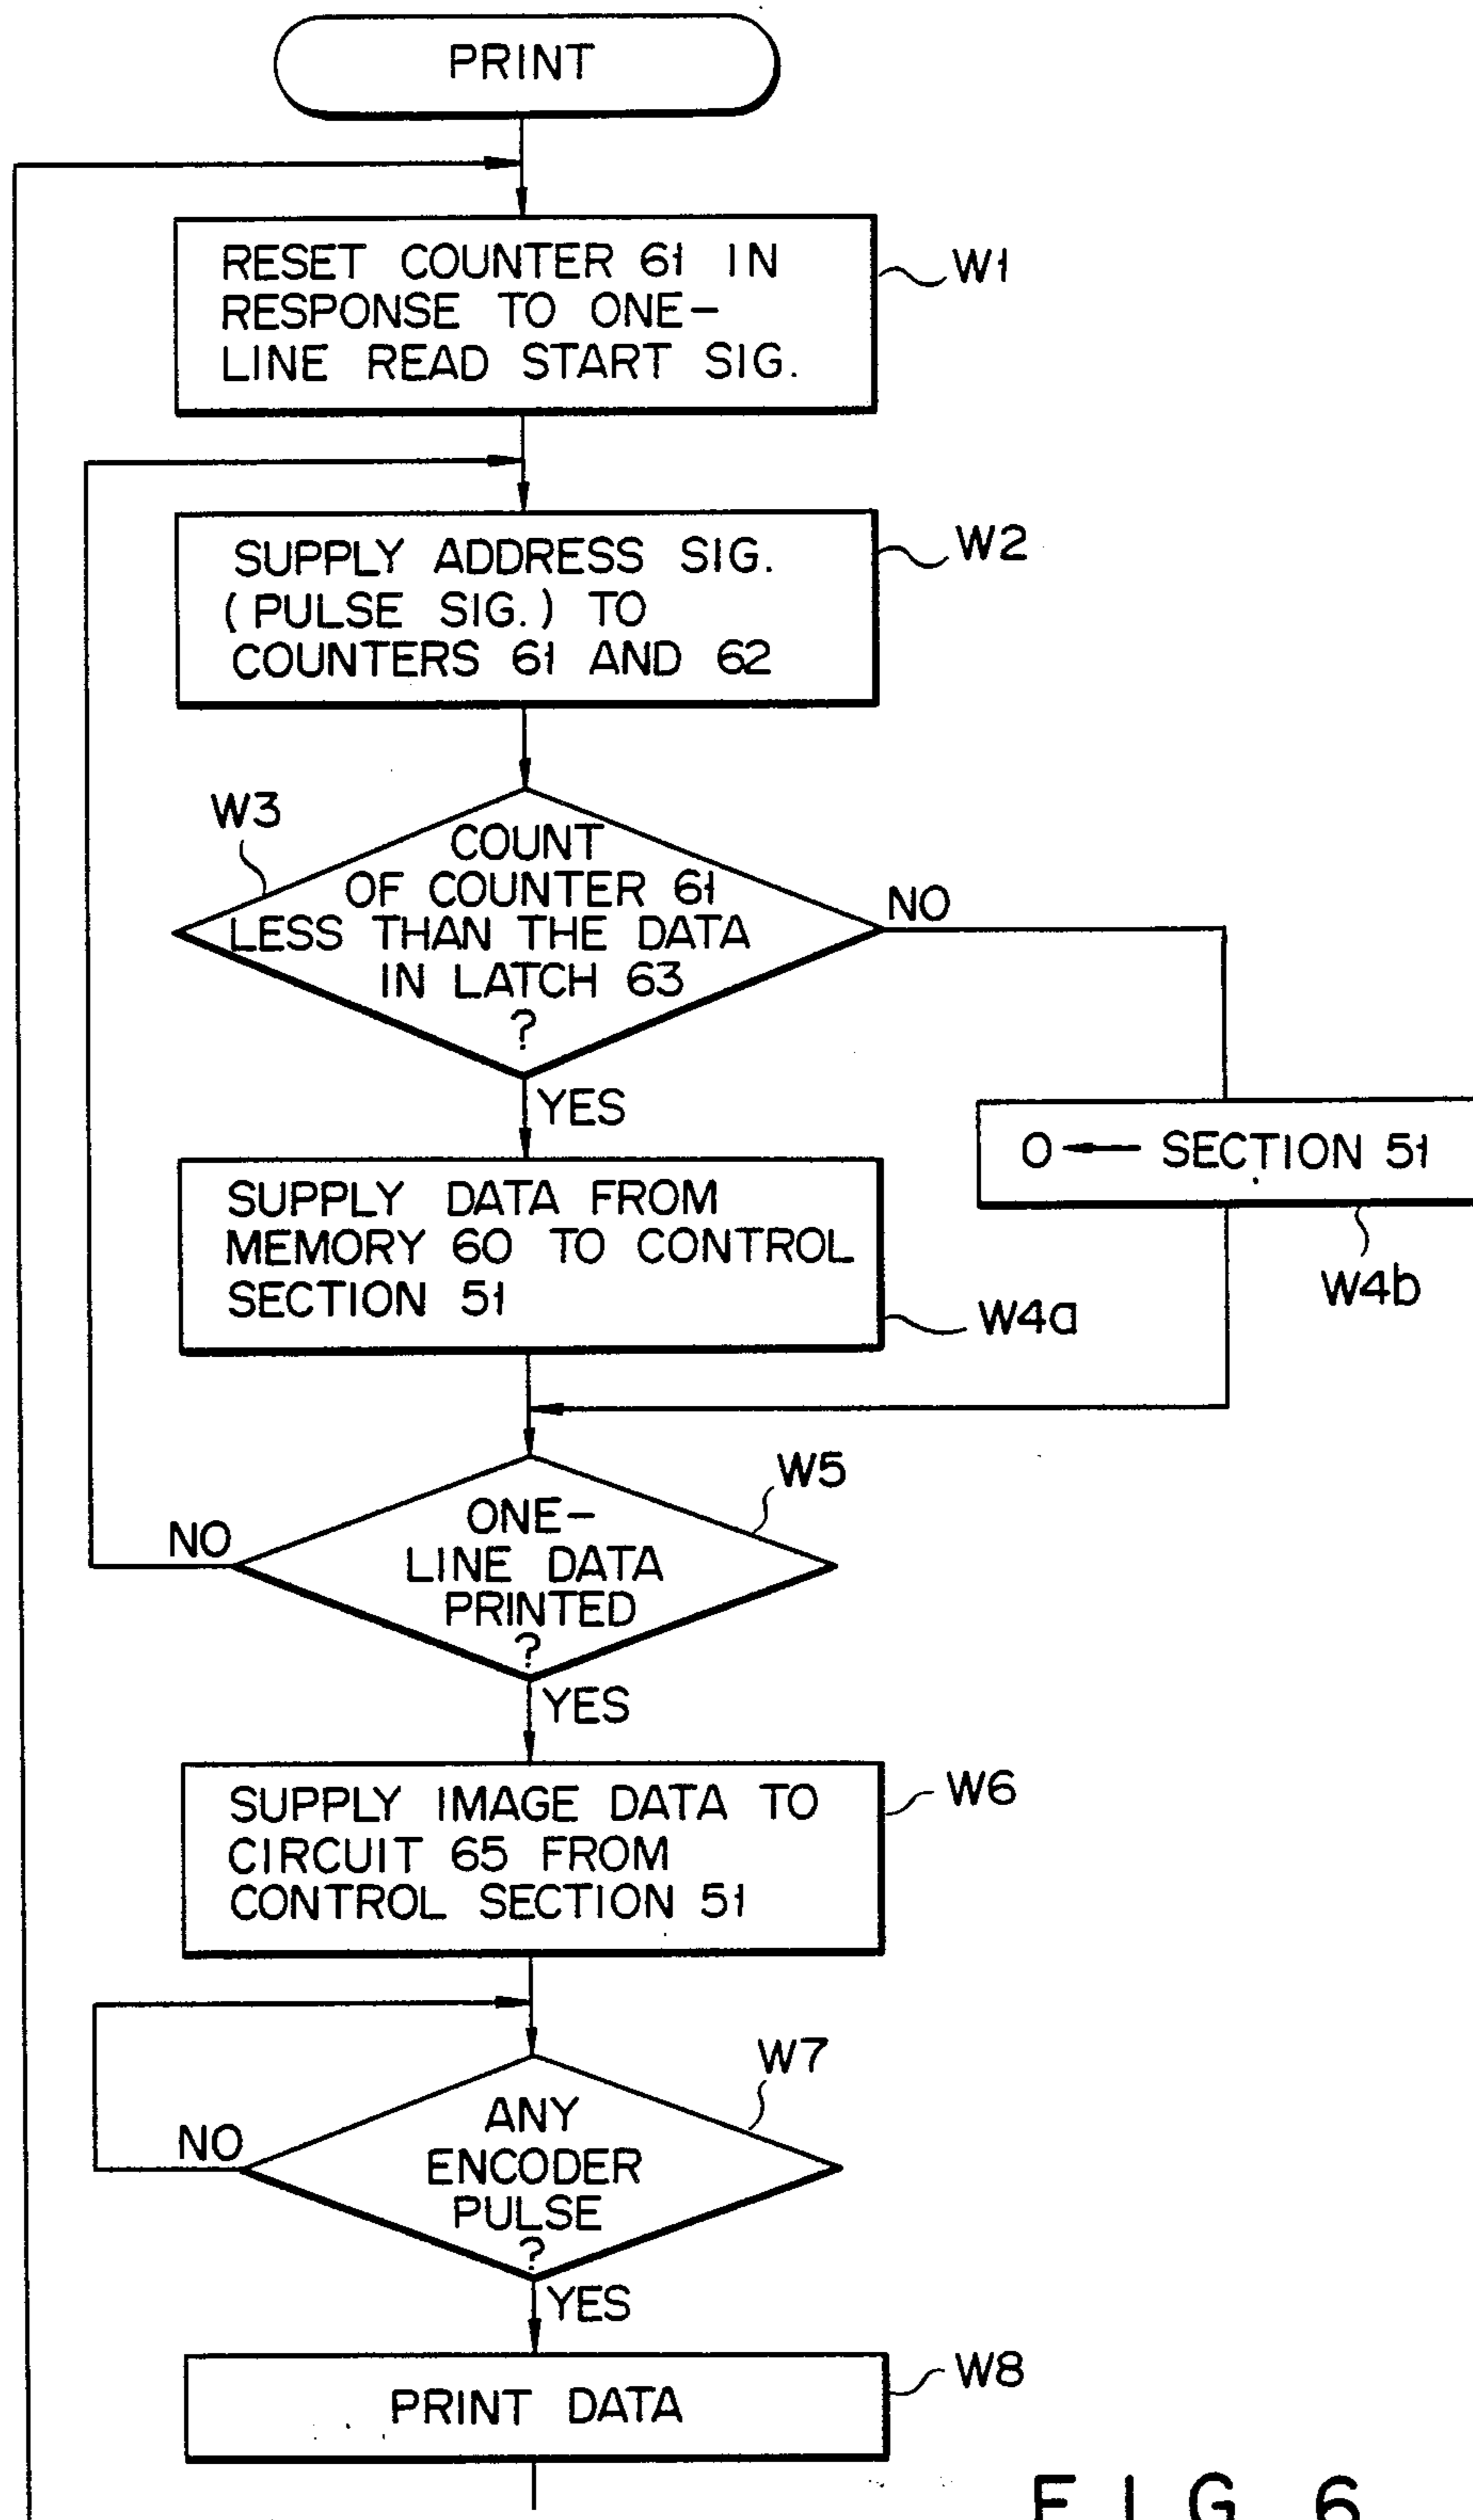 PRINT
RESET COUNTER 61 IN
RESPONSE TO ONE-
LINE READ START SIG.
W1
SUPPLY ADDRESS SIG.
(PULSE SIG.) TO
COUNTERS 61 AND 62
W2
W3
COUNT
OF COUNTER 61
LESS THAN THE DATA
IN LATCH 63
?
NO
YES
O ← SECTION 51
W4b
SUPPLY DATA FROM
MEMORY 60 TO CONTROL
SECTION 51
W4a
W5
ONE-
LINE DATA
PRINTED
?
NO
YES
SUPPLY IMAGE DATA TO
CIRCUIT 65 FROM
CONTROL SECTION 51
W6
W7
ANY
ENCODER
PULSE
?
NO
YES
PRINT DATA
W8
FIG. 6